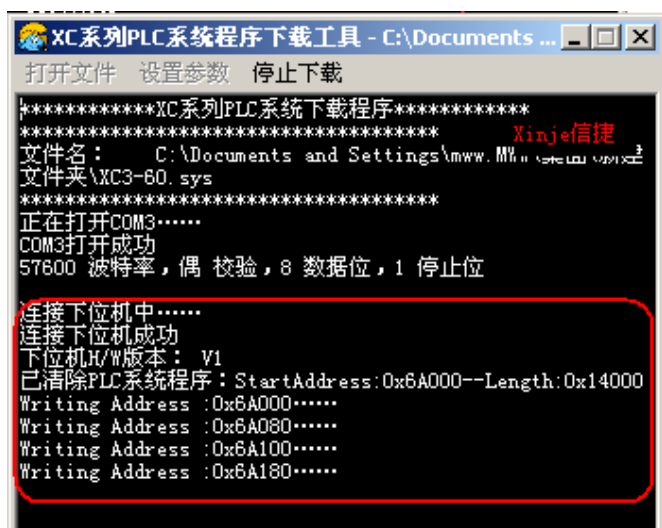 XC系列PLC系统程序下载工具 - C:\Documents ...
打开文件 设置参数 停止下载
************XC系列PLC系统下载程序************
*************************************
Xinje信捷
文件名： C:\Documents and Settings\mww.
文件夹\XC3-60.sys
*************************************
正在打开COM3……
COM3打开成功
57600 波特率，偶 校验，8 数据位，1 停止位
连接下位机中……
连接下位机成功
下位机H/W版本： V1
已清除PLC系统程序：StartAddress:0x6A000--Length:0x14000
Writing Address :0x6A000……
Writing Address :0x6A080……
Writing Address :0x6A100……
Writing Address :0x6A180……